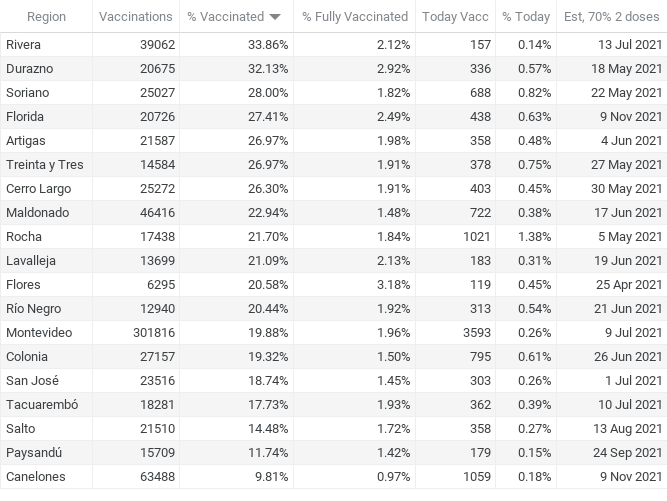 Region Vaccinations % Vaccinated % Fully Vaccinated Today Vacc % Today Est, 70% 2 doses
Rivera 39062 33.86% 2.12% 157 0.14% 13 Jul 2021
Durazno 20675 32.13% 2.92% 336 0.57% 18 May 2021
Soriano 25027 28.00% 1.82% 688 0.82% 22 May 2021
Florida 20726 27.41% 2.49% 438 0.63% 9 Nov 2021
Artigas 21587 26.97% 1.98% 358 0.48% 4 Jun 2021
Treinta y Tres 14584 26.97% 1.91% 378 0.75% 27 May 2021
Cerro Largo 25272 26.30% 1.91% 403 0.45% 30 May 2021
Maldonado 46416 22.94% 1.48% 722 0.38% 17 Jun 2021
Rocha 17438 21.70% 1.84% 1021 1.38% 5 May 2021
Lavalleja 13699 21.09% 2.13% 183 0.31% 19 Jun 2021
Flores 6295 20.58% 3.18% 119 0.45% 25 Apr 2021
Río Negro 12940 20.44% 1.92% 313 0.54% 21 Jun 2021
Montevideo 301816 19.88% 1.96% 3593 0.26% 9 Jul 2021
Colonia 27157 19.32% 1.50% 795 0.61% 26 Jun 2021
San José 23516 18.74% 1.45% 303 0.26% 1 Jul 2021
Tacuarembó 18281 17.73% 1.93% 362 0.39% 10 Jul 2021
Salto 21510 14.48% 1.72% 358 0.27% 13 Aug 2021
Paysandú 15709 11.74% 1.42% 179 0.15% 24 Sep 2021
Canelones 63488 9.81% 0.97% 1059 0.18% 9 Nov 2021